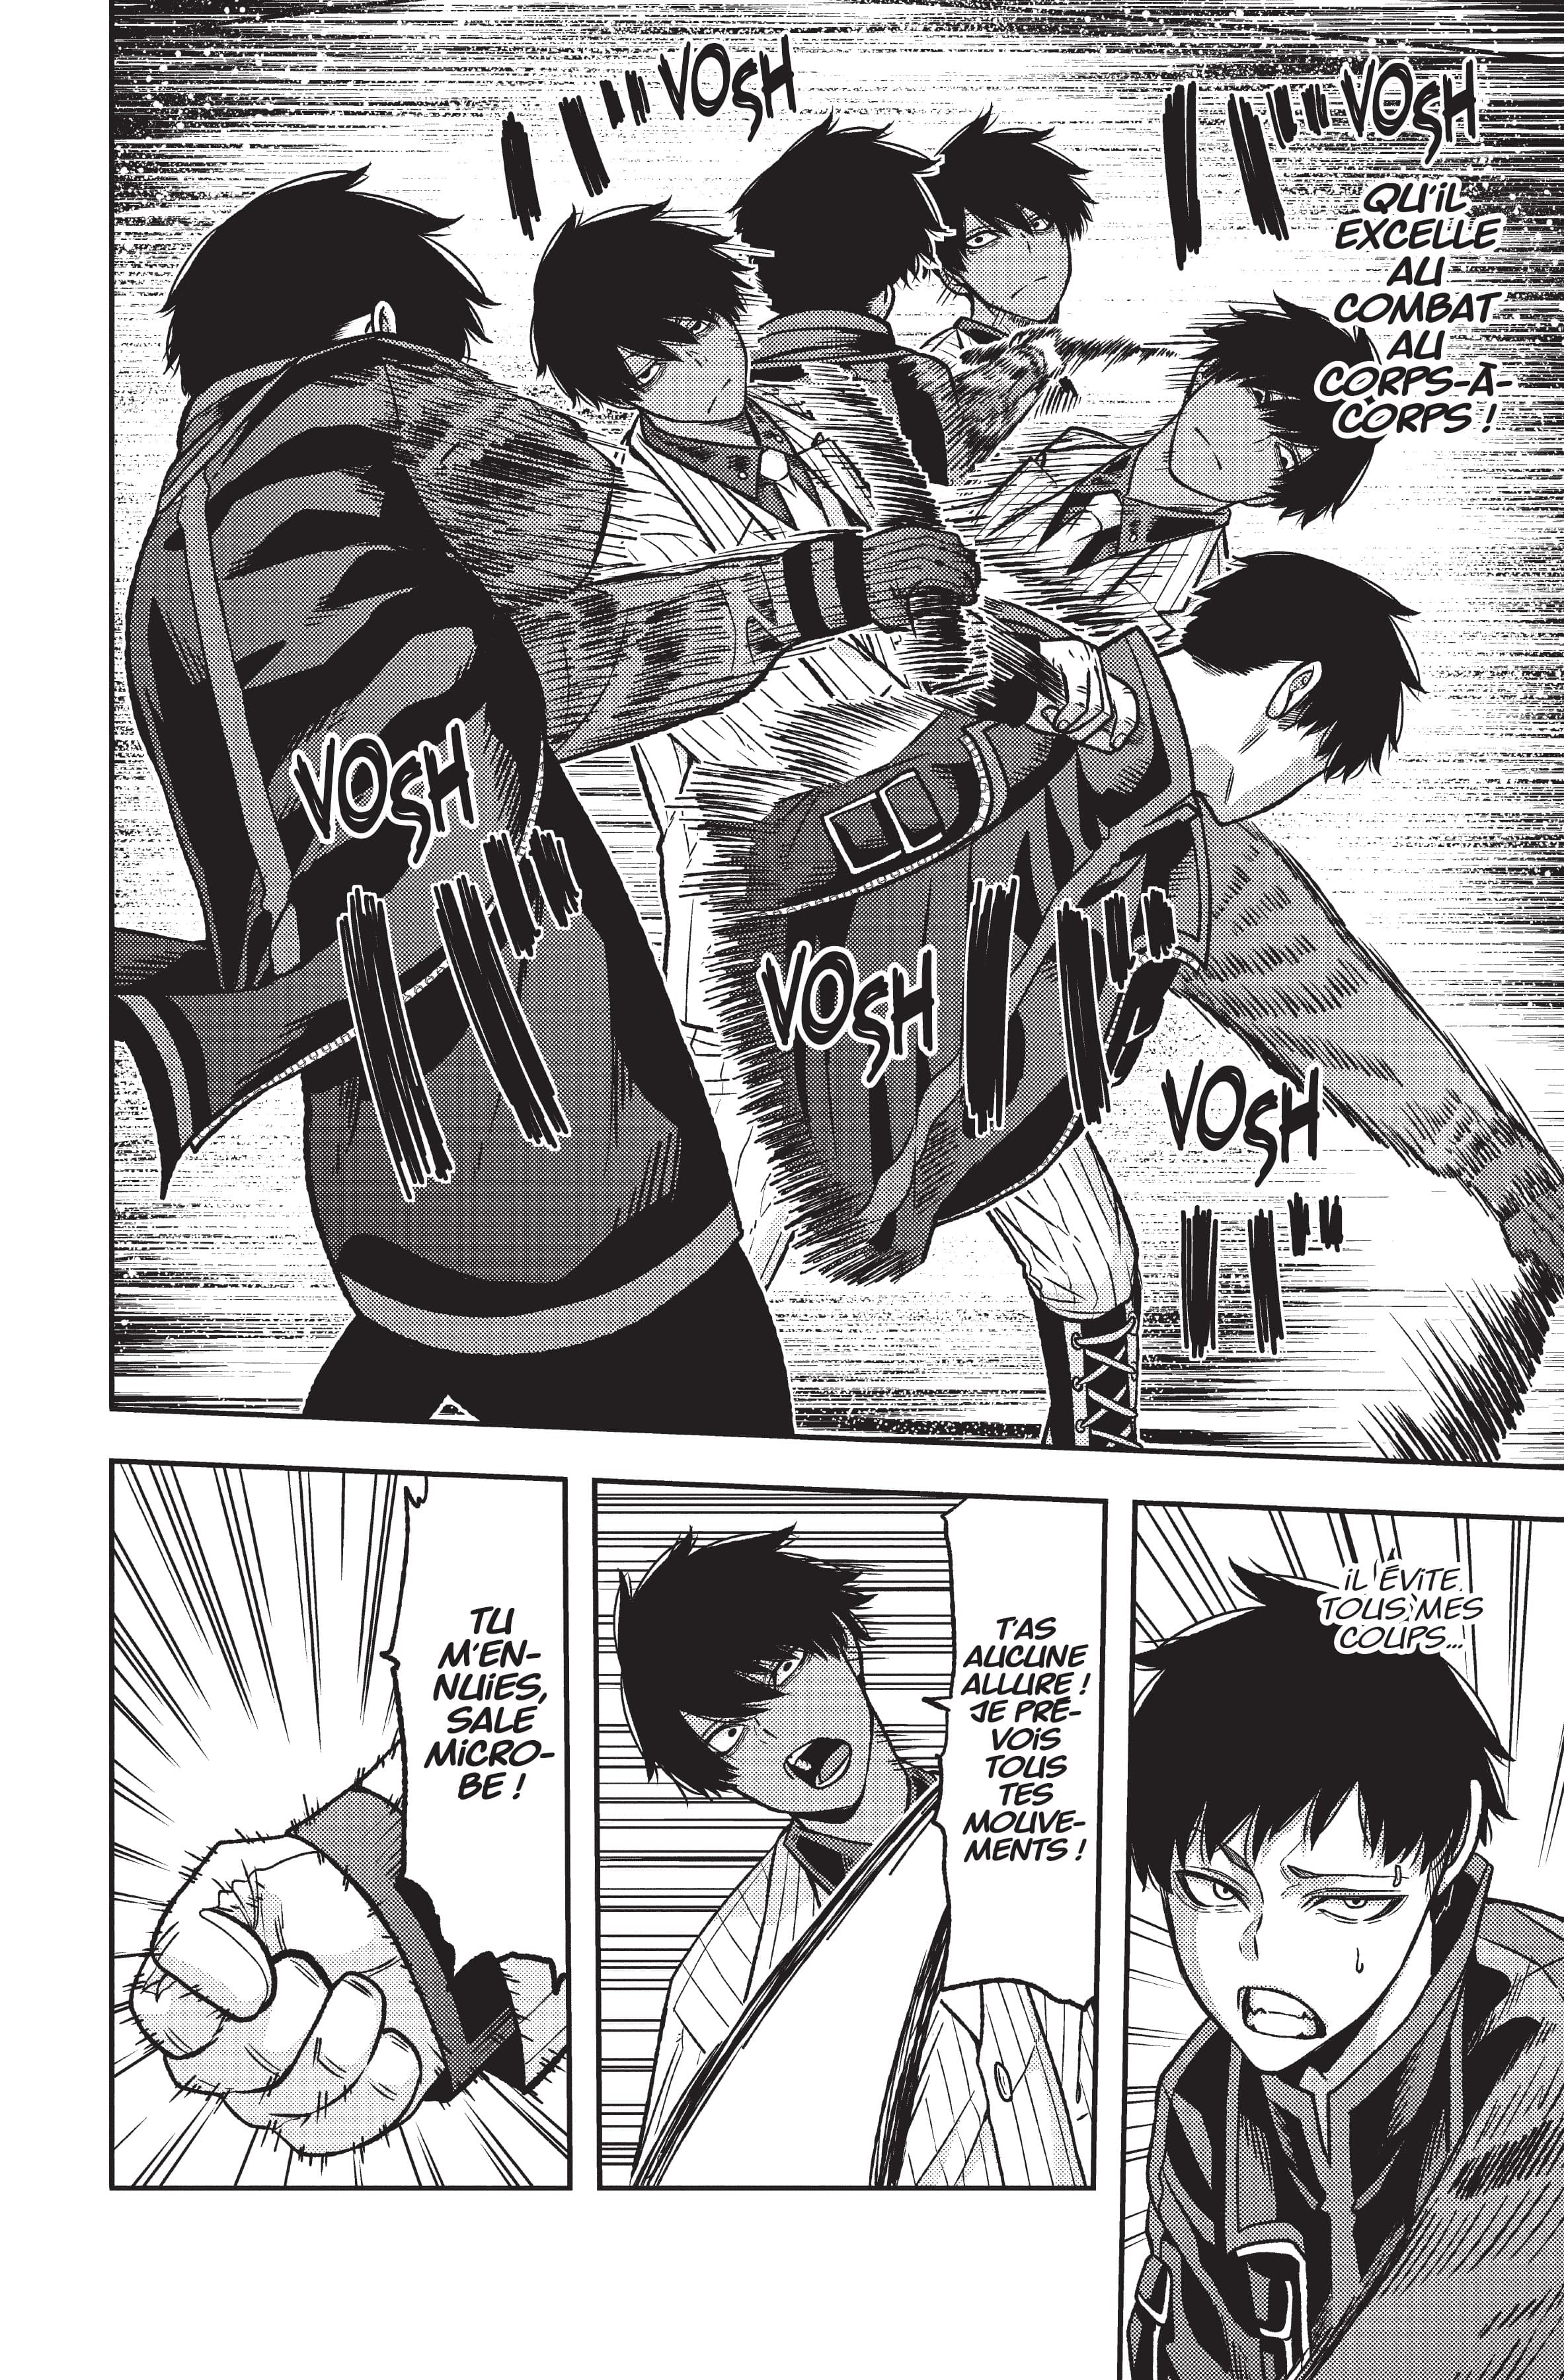 VOSH
VOSH
QU'IL
EXCELLE
AU
COMBAT
AU
CORPS-À-
CORPS !
VOSH
VOSH
VOSH
IL ÉVITE
TOUS MES
COUPS...
T'AS
AUCUNE
ALLURE !
JE PRÉ-
VOIS
TOUS
TES
MOUVE-
MENTS !
TU
M'EN-
NUIES,
SALE
MICRO-
BE !